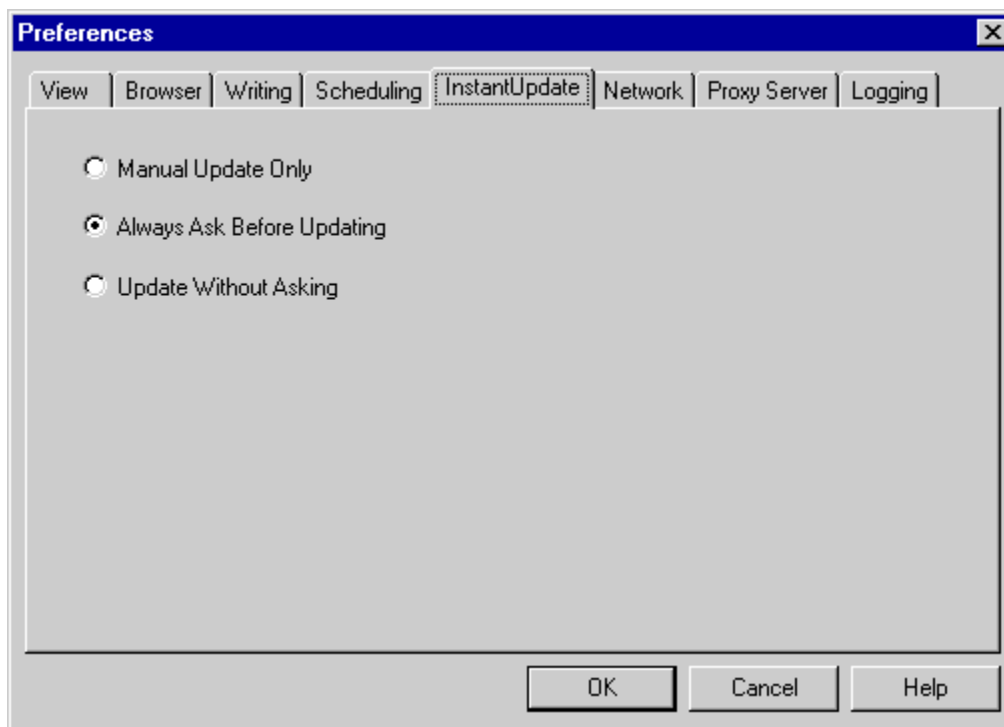 Preferences
View Browser Writing Scheduling InstantUpdate Network Proxy Server Logging
Manual Update Only
Always Ask Before Updating
Update Without Asking
OK Cancel Help